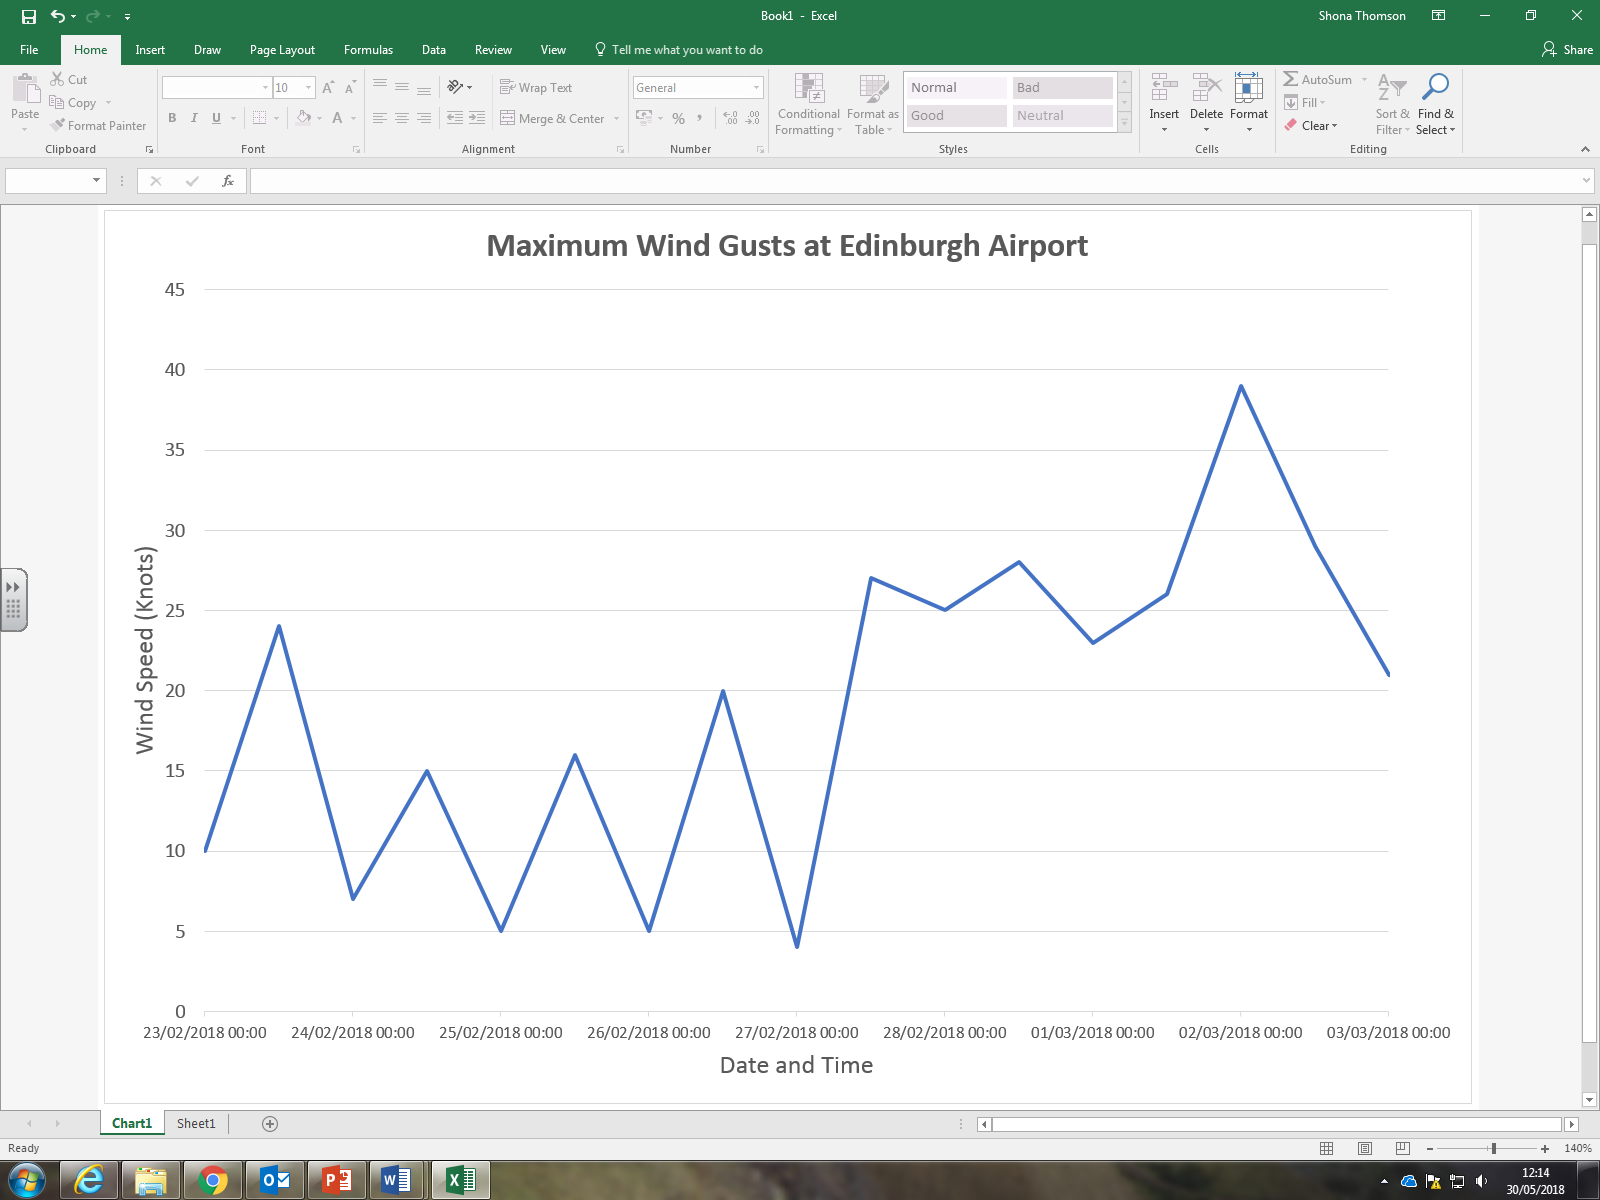 Book1 - Excel
Shona Thomson
File Home Insert Draw Page Layout Formulas Data Review View Tell me what you want to do Share
Cut
Copy
Format Painter
Paste
Clipboard
10
B I U
A
Font
Wrap Text
Merge & Center
Alignment
General
%
Number
Conditional Formatting
Format as Table
Normal Bad
Good Neutral
Styles
Insert Delete Format
Cells
AutoSum
Fill
Clear
Sort & Filter
Find & Select
Editing
fx
Maximum Wind Gusts at Edinburgh Airport
45
40
35
30
25
20
15
10
5
0
Wind Speed (Knots)
23/02/2018 00:00 24/02/2018 00:00 25/02/2018 00:00 26/02/2018 00:00 27/02/2018 00:00 28/02/2018 00:00 01/03/2018 00:00 02/03/2018 00:00 03/03/2018 00:00
Date and Time
Chart1 Sheet1
Ready
140%
12:14
30/05/2018